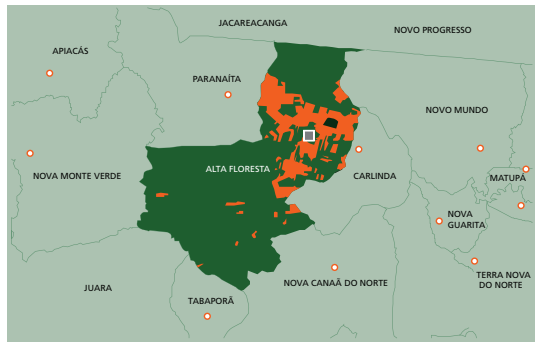 JACAREACANGA
NOVO PROGRESSO
APIACÁS
PARANAÍTA
NOVO MUNDO
ALTA FLORESTA
CARLINDA
NOVA MONTE VERDE
MATUPÁ
NOVA
GUARITA
TERRA NOVA
DO NORTE
NOVA CANAÃ DO NORTE
JUARA
TABAPORÃ